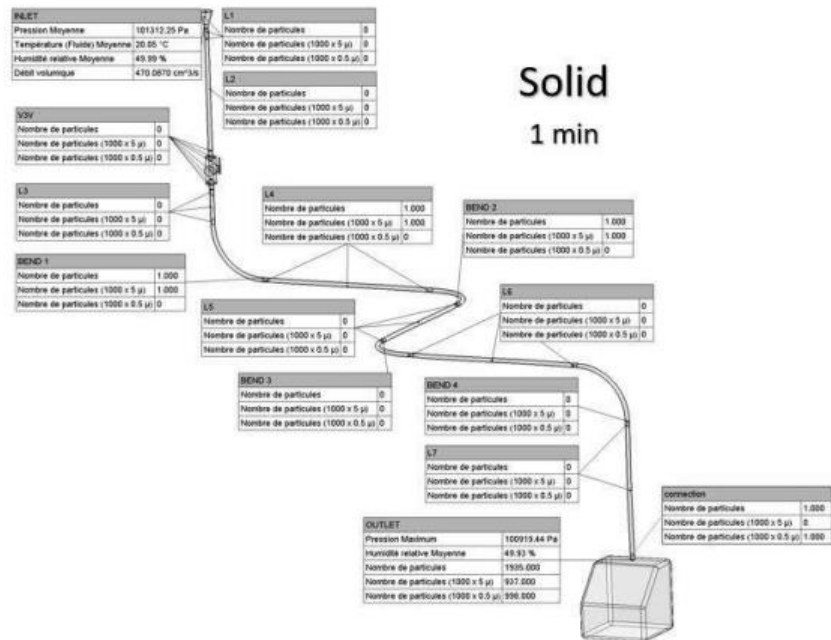 INLET
Pression Moyenne 101312.25 Pa
Température (Fluide) Moyenne 20.05 °C
Humidité relative Moyenne 49.99 %
Débit volumique 470.0670 cm^3/s
L1
Nombre de particules 0
Nombre de particules (1000 x 5 µ) 0
Nombre de particules (1000 x 0.5 µ) 0
L2
Nombre de particules 0
Nombre de particules (1000 x 5 µ) 0
Nombre de particules (1000 x 0.5 µ) 0
Solid
1 min
V3V
Nombre de particules 0
Nombre de particules (1000 x 5 µ) 0
Nombre de particules (1000 x 0.5 µ) 0
L3
Nombre de particules 0
Nombre de particules (1000 x 5 µ) 0
Nombre de particules (1000 x 0.5 µ) 0
L4
Nombre de particules 1.000
Nombre de particules (1000 x 5 µ) 1.000
Nombre de particules (1000 x 0.5 µ) 0
BEND 2
Nombre de particules 1.000
Nombre de particules (1000 x 5 µ) 1.000
Nombre de particules (1000 x 0.5 µ) 0
BEND 1
Nombre de particules 1.000
Nombre de particules (1000 x 5 µ) 1.000
Nombre de particules (1000 x 0.5 µ) 0
L5
Nombre de particules 0
Nombre de particules (1000 x 5 µ) 0
Nombre de particules (1000 x 0.5 µ) 0
L6
Nombre de particules 0
Nombre de particules (1000 x 5 µ) 0
Nombre de particules (1000 x 0.5 µ) 0
BEND 3
Nombre de particules 0
Nombre de particules (1000 x 5 µ) 0
Nombre de particules (1000 x 0.5 µ) 0
BEND 4
Nombre de particules 0
Nombre de particules (1000 x 5 µ) 0
Nombre de particules (1000 x 0.5 µ) 0
L7
Nombre de particules 0
Nombre de particules (1000 x 5 µ) 0
Nombre de particules (1000 x 0.5 µ) 0
connection
Nombre de particules 1.000
Nombre de particules (1000 x 5 µ) 0
Nombre de particules (1000 x 0.5 µ) 1.000
OUTLET
Pression Maximum 100919.44 Pa
Humidité relative Moyenne 49.93 %
Nombre de particules 1935.000
Nombre de particules (1000 x 5 µ) 937.000
Nombre de particules (1000 x 0.5 µ) 998.000